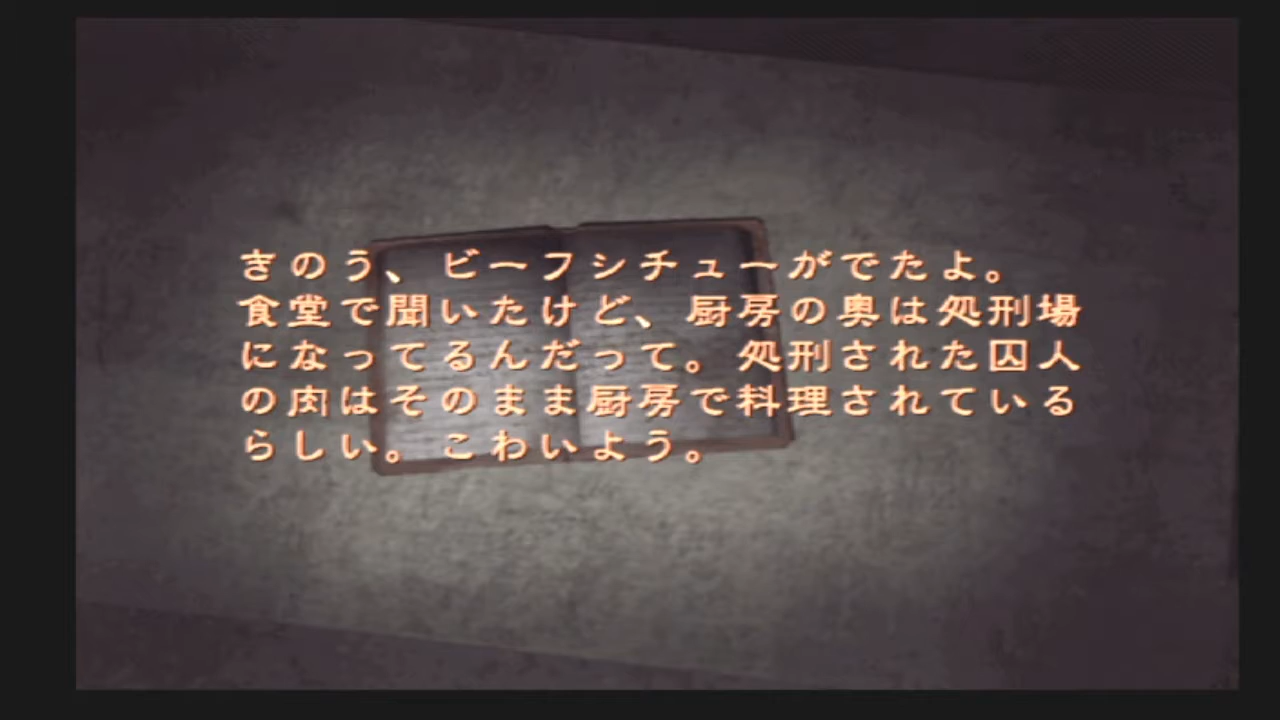 きのう、ビーフシチューがでたよ。
食堂で聞いたけど、厨房の奥は処刑場
になってるんだって。処刑された囚人
の肉はそのまま厨房で料理されている
らしい。こわいよう。